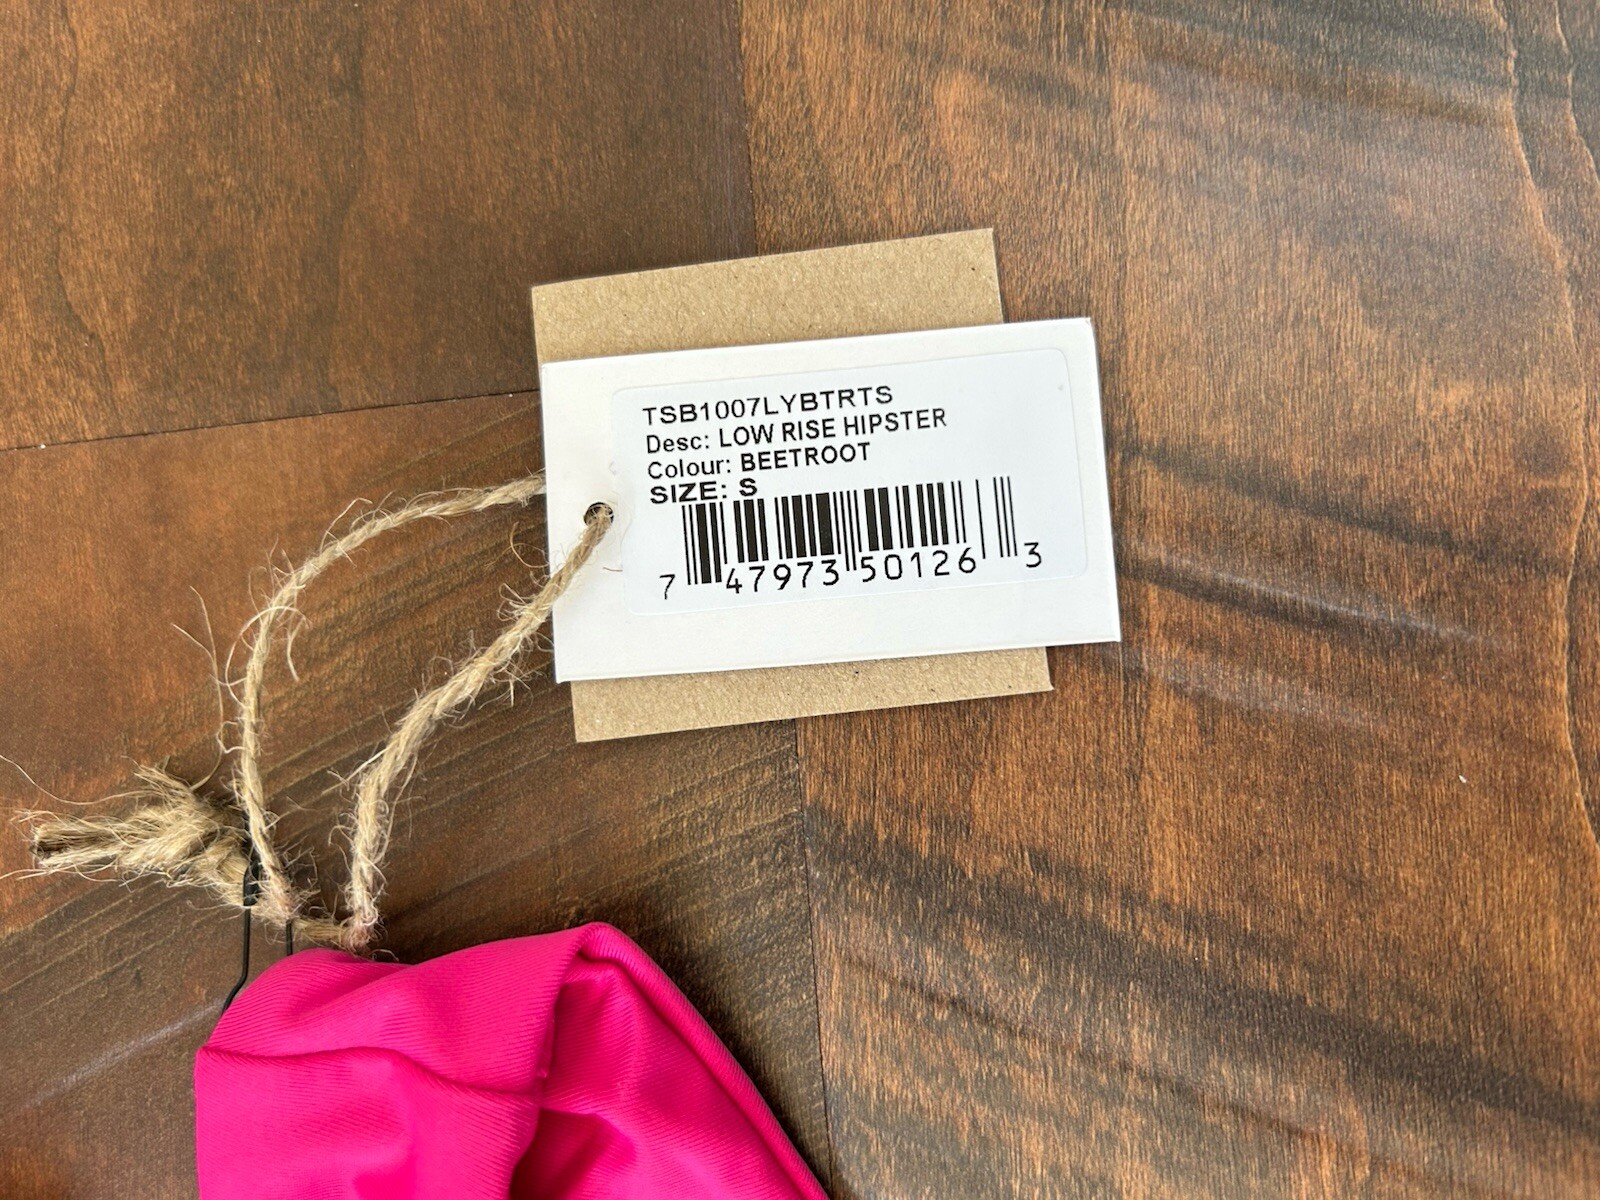 TSB1007LYBTRTS
Desc: LOW RISE HIPSTER
Colour: BEETROOT
SIZE: S
7 47973 50126 3